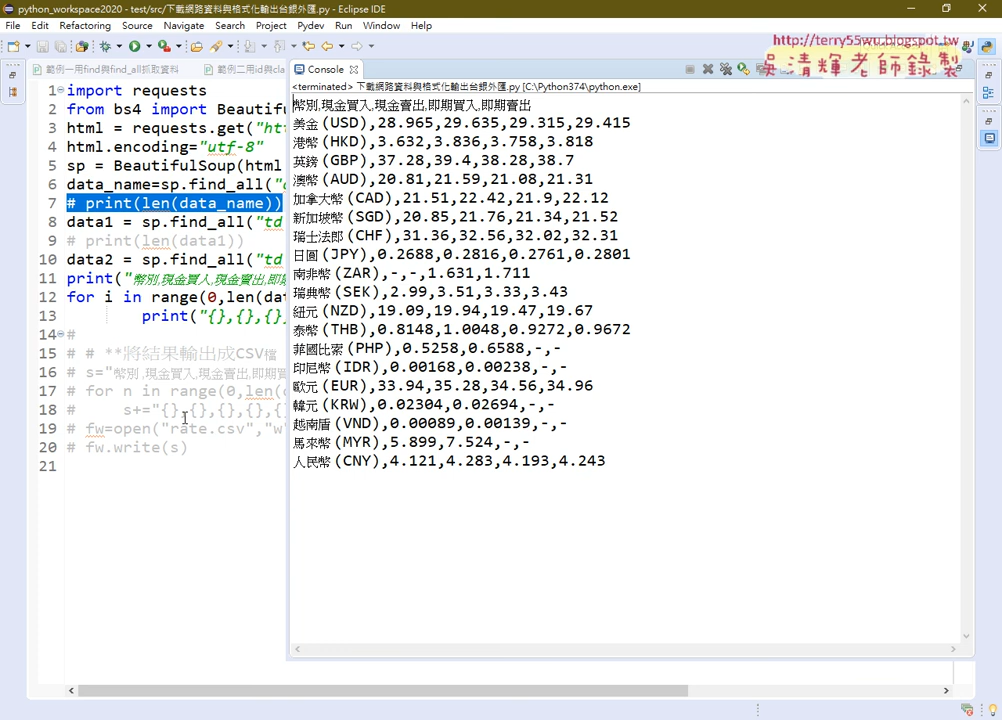 python_workspace2020 - test/src/下載網路資料與格式化輸出台銀外匯.py - Eclipse IDE
File Edit Refactoring Source Navigate Search Project Pydev Run Window Help
http://terry55wu.blogspot.tw
吳清輝老師錄製
範例一用find與find_all抓取資料
範例二用id與cla
Console
<terminated> 下載網路資料與格式化輸出台銀外匯.py [C:\Python374\python.exe]
1 import requests
2 from bs4 import Beautif
3 html = requests.get("htt
4 html.encoding="utf-8"
5 sp = BeautifulSoup(html
6 data_name=sp.find_all("
7 # print(len(data_name))
8 data1 = sp.find_all("td
9 # print(len(data1))
10 data2 = sp.find_all("td
11 print("幣別,現金買入,現金賣出,即期
12 for i in range(0,len(dat
13 print("{},{},{},
14 #
15 # # **將結果輸出成CSV檔
16 # s="幣別,現金買入,現金賣出,即期買
17 # for n in range(0,len(
18 # s+="{},{},{},{},{
19 # fw=open("rate.csv","w"
20 # fw.write(s)
21
幣別,現金買入,現金賣出,即期買入,即期賣出
美金 (USD),28.965,29.635,29.315,29.415
港幣 (HKD),3.632,3.836,3.758,3.818
英鎊 (GBP),37.28,39.4,38.28,38.7
澳幣 (AUD),20.81,21.59,21.08,21.31
加拿大幣 (CAD),21.51,22.42,21.9,22.12
新加坡幣 (SGD),20.85,21.76,21.34,21.52
瑞士法郎 (CHF),31.36,32.56,32.02,32.31
日圓 (JPY),0.2688,0.2816,0.2761,0.2801
南非幣 (ZAR),-,-,1.631,1.711
瑞典幣 (SEK),2.99,3.51,3.33,3.43
紐元 (NZD),19.09,19.94,19.47,19.67
泰幣 (THB),0.8148,1.0048,0.9272,0.9672
菲國比索 (PHP),0.5258,0.6588,-,-
印尼幣 (IDR),0.00168,0.00238,-,-
歐元 (EUR),33.94,35.28,34.56,34.96
韓元 (KRW),0.02304,0.02694,-,-
越南盾 (VND),0.00089,0.00139,-,-
馬來幣 (MYR),5.899,7.524,-,-
人民幣 (CNY),4.121,4.283,4.193,4.243